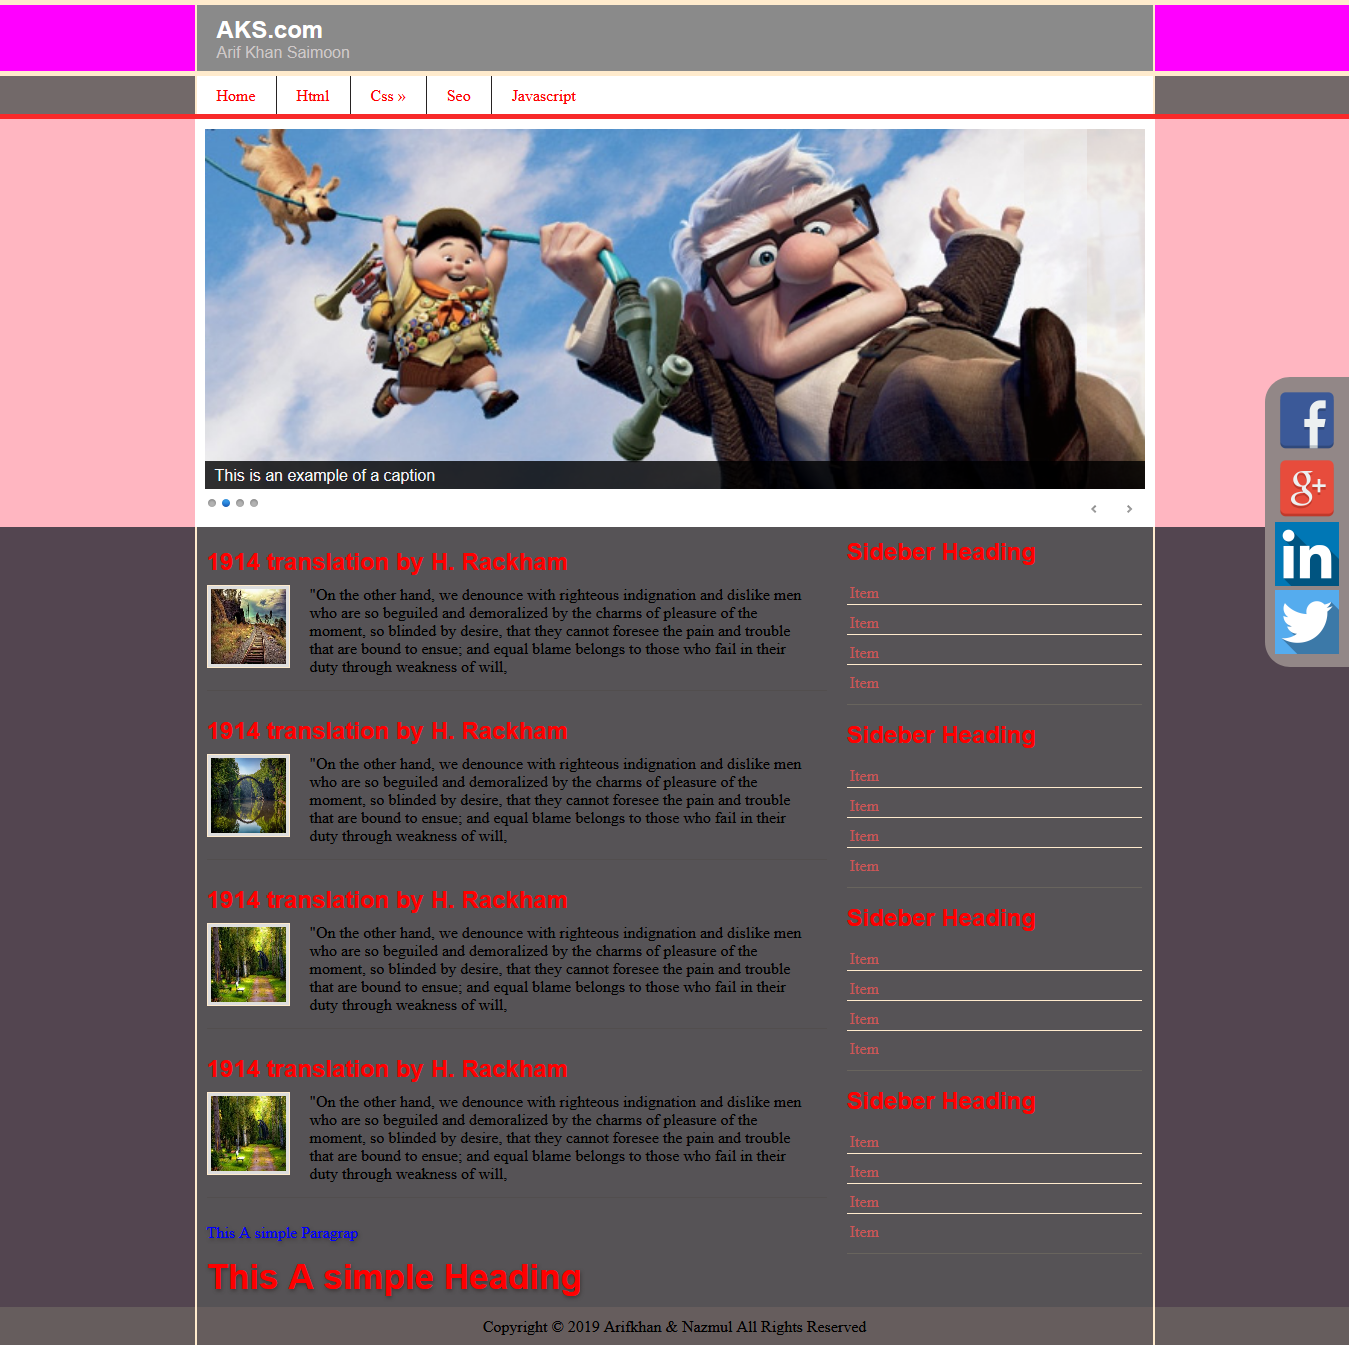 AKS.com
Arif Khan Saimoon
Home Html Css » Seo Javascript
This is an example of a caption
1914 translation by H. Rackham
"On the other hand, we denounce with righteous indignation and dislike men
who are so beguiled and demoralized by the charms of pleasure of the
moment, so blinded by desire, that they cannot foresee the pain and trouble
that are bound to ensue; and equal blame belongs to those who fail in their
duty through weakness of will,
1914 translation by H. Rackham
"On the other hand, we denounce with righteous indignation and dislike men
who are so beguiled and demoralized by the charms of pleasure of the
moment, so blinded by desire, that they cannot foresee the pain and trouble
that are bound to ensue; and equal blame belongs to those who fail in their
duty through weakness of will,
1914 translation by H. Rackham
"On the other hand, we denounce with righteous indignation and dislike men
who are so beguiled and demoralized by the charms of pleasure of the
moment, so blinded by desire, that they cannot foresee the pain and trouble
that are bound to ensue; and equal blame belongs to those who fail in their
duty through weakness of will,
1914 translation by H. Rackham
"On the other hand, we denounce with righteous indignation and dislike men
who are so beguiled and demoralized by the charms of pleasure of the
moment, so blinded by desire, that they cannot foresee the pain and trouble
that are bound to ensue; and equal blame belongs to those who fail in their
duty through weakness of will,
This A simple Paragrap
This A simple Heading
Sideber Heading
Item
Item
Item
Item
Sideber Heading
Item
Item
Item
Item
Sideber Heading
Item
Item
Item
Item
Sideber Heading
Item
Item
Item
Item
f
g+
in
Copyright © 2019 Arifkhan & Nazmul All Rights Reserved